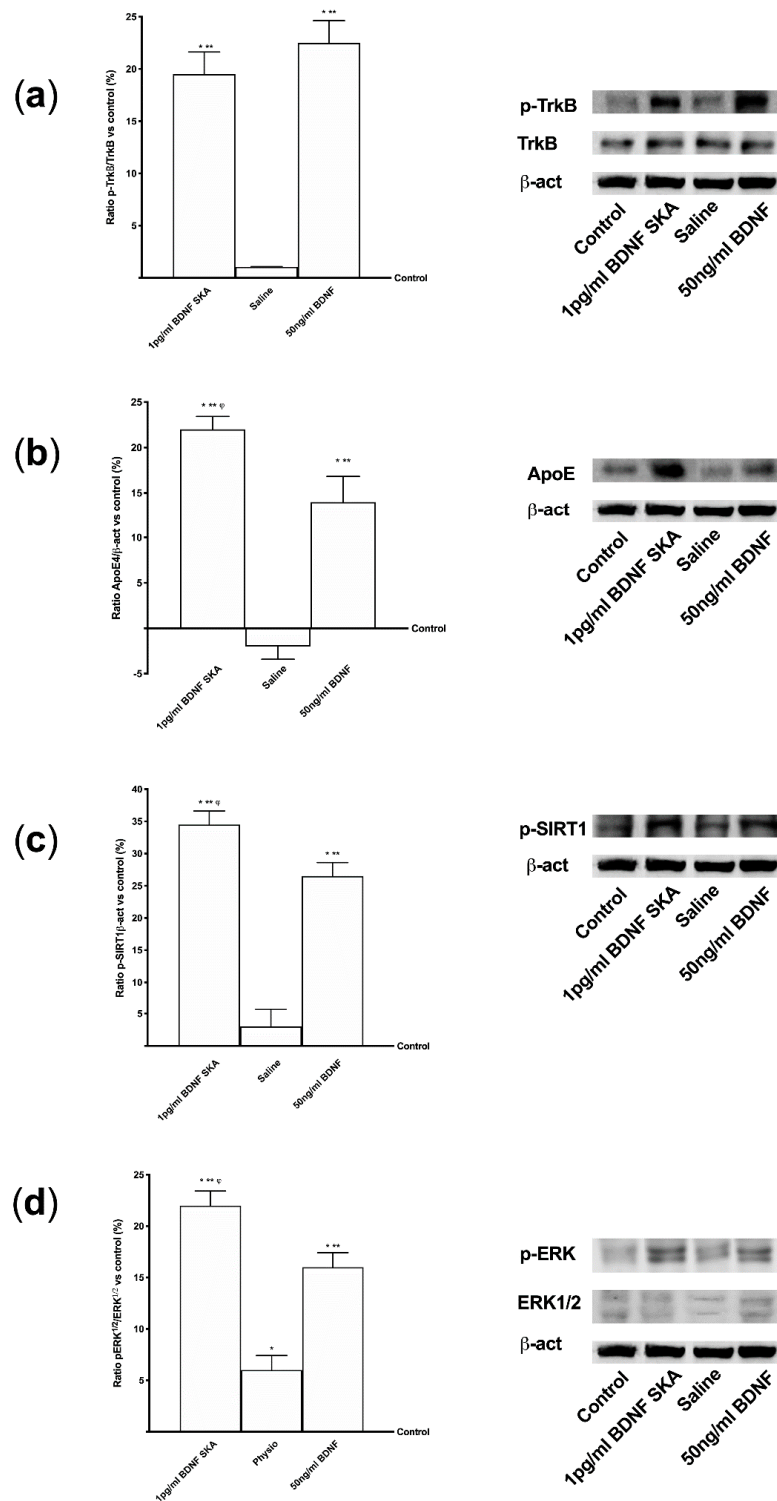 (a)
Ratio p-TrkB/TrkB vs control (%)
25
20
15
10
5
* **
* **
Control
1pg/ml BDNF SKA
Saline
50ng/ml BDNF
p-TrkB
TrkB
β-act
Control
1pg/ml BDNF SKA
Saline
50ng/ml BDNF
(b)
Ratio ApoE4/β-act vs control (%)
25
20
15
10
5
-5
* ** φ
* **
Control
1pg/ml BDNF SKA
Saline
50ng/ml BDNF
ApoE
β-act
Control
1pg/ml BDNF SKA
Saline
50ng/ml BDNF
(c)
Ratio p-SIRT1β-act vs control (%)
40
35
30
25
20
15
10
5
* ** φ
* **
Control
1pg/ml BDNF SKA
Saline
50ng/ml BDNF
p-SIRT1
β-act
Control
1pg/ml BDNF SKA
Saline
50ng/ml BDNF
(d)
Ratio pERK1/2/ERK1/2 vs control (%)
25
20
15
10
5
* ** φ
*
* **
Control
1pg/ml BDNF SKA
Physio
50ng/ml BDNF
p-ERK
ERK1/2
β-act
Control
1pg/ml BDNF SKA
Saline
50ng/ml BDNF